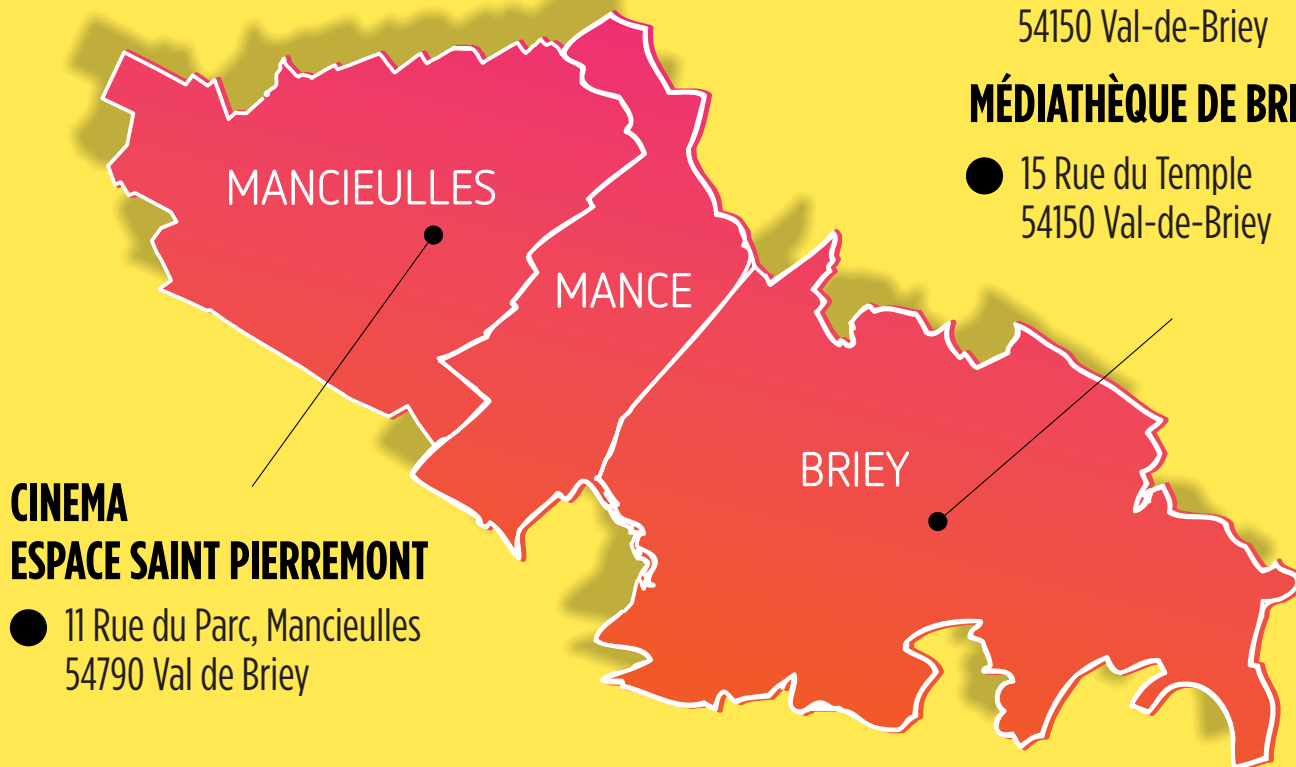 54150 Val-de-Briey
MÉDIATHÈQUE DE
15 Rue du Temple
54150 Val-de-Briey
MANCIEULLES
MANCE
BRIEY
CINEMA
ESPACE SAINT PIERREMONT
11 Rue du Parc, Mancieulles
54790 Val de Briey